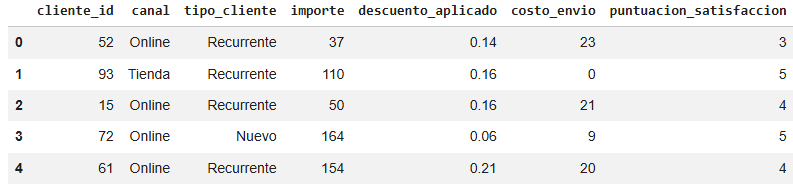 cliente_id canal tipo_cliente importe descuento_aplicado costo_envio puntuacion_satisfaccion
0 52 Online Recurrente 37 0.14 23 3
1 93 Tienda Recurrente 110 0.16 0 5
2 15 Online Recurrente 50 0.16 21 4
3 72 Online Nuevo 164 0.06 9 5
4 61 Online Recurrente 154 0.21 20 4